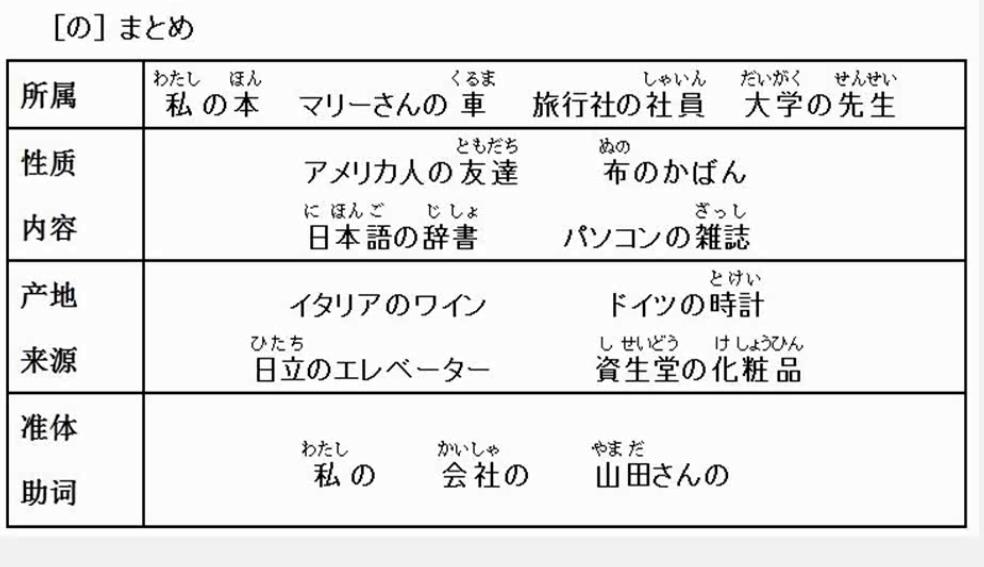 [の] まとめ
所属
わたし ほん くるま しゃいん だいがく せんせい
私の本 マリーさんの車 旅行社の社員 大学の先生
性质
ともだち ぬの
アメリカ人の友達 布のかばん
内容
にほんご じしょ ざっし
日本語の辞書 パソコンの雑誌
产地
とけい
イタリアのワイン ドイツの時計
来源
ひたち しせいどう けしょうひん
日立のエレベーター 資生堂の化粧品
准体
助词
わたし かいしゃ やまだ
私の 会社の 山田さんの